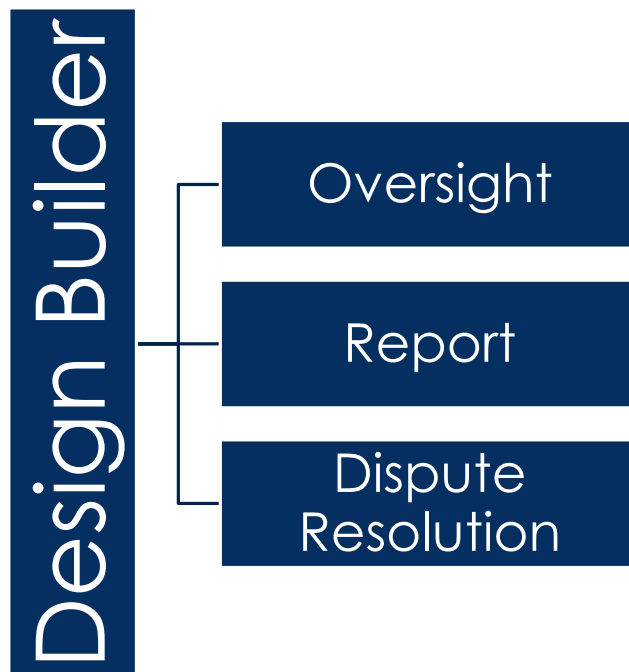 Design Builder
Oversight
Report
Dispute
Resolution